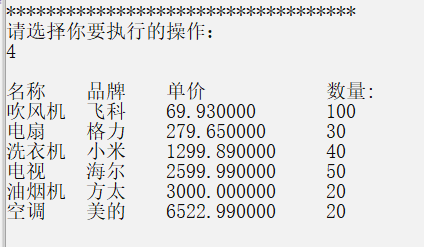 ***********************************
请选择你要执行的操作:
4
名称 品牌 单价 数量:
吹风机 飞科 69.930000 100
电扇 格力 279.650000 30
洗衣机 小米 1299.890000 40
电视 海尔 2599.990000 50
油烟机 方太 3000.000000 20
空调 美的 6522.990000 20